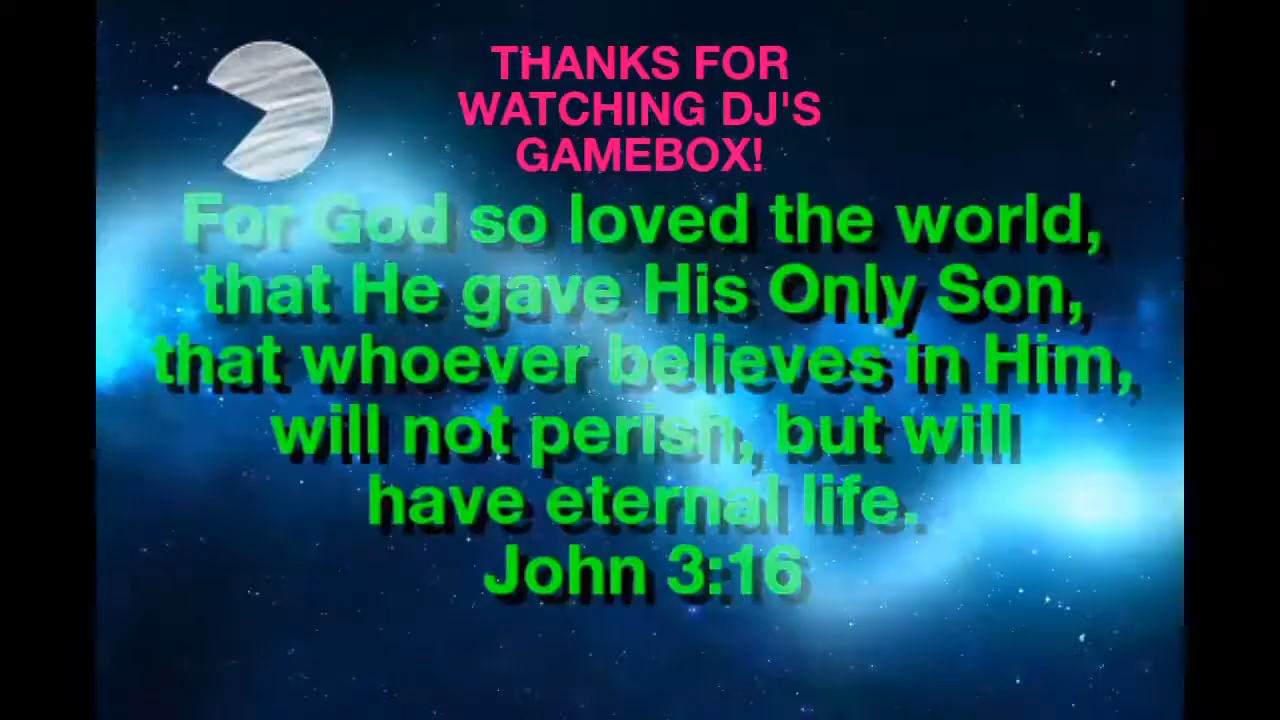 THANKS FOR
WATCHING DJ'S
GAMEBOX!
For God so loved the world,
that He gave His Only Son,
that whoever believes in Him,
will not perish, but will
have eternal life.
John 3:16